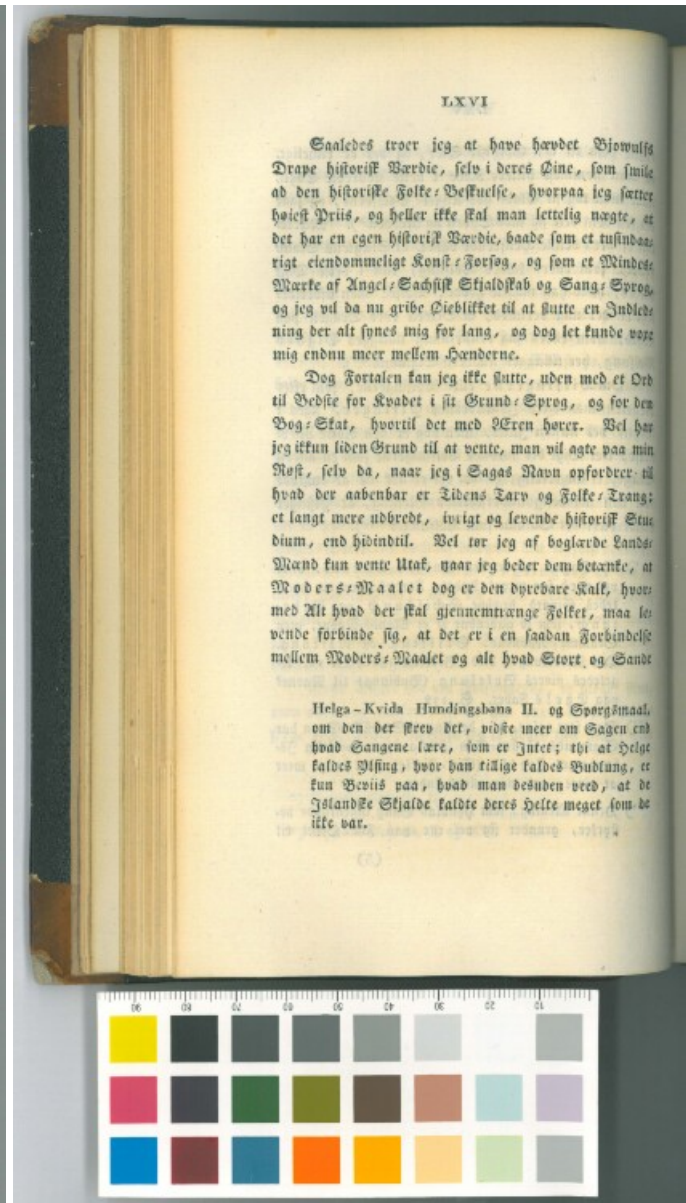 LXVI
Saaledes troer jeg at have hævdet Bjowulfs
Drape historisk Værdie, selv i deres Øine, som smile
ad den historiske Folke-Beskuelse, hvorpaa jeg sætter
høiest Priis, og heller ikke skal man lettelig nægte, at
det har en egen historisk Værdie, baade som et tusindaa-
rigt eiendommeligt Konst-Forsøg, og som et Mindes-
Mærke af Angel-Sachsisk Skjaldskab og Sang-Sprog,
og jeg vil da nu gribe Øieblikket til at slutte en Indled-
ning der alt synes mig for lang, og dog let kunde voxe
mig endnu meer mellem Hænderne.
Dog Fortalen kan jeg ikke slutte, uden med et Ord
til Bedste for Kvadet i sit Grund-Sprog, og for den
Bog-Skat, hvortil det med Æren hører. Vel har
jeg ikkun liden Grund til at vente, man vil agte paa min
Røst, selv da, naar jeg i Sagas Navn opfordrer til
hvad der aabenbar er Tidens Tarv og Folke-Trang:
et langt mere udbredt, ivrigt og levende historisk Stu-
dium, end hidindtil. Vel tør jeg af boglærde Lands-
Mænd kun vente Utak, naar jeg beder dem betænke, at
Moders-Maalet dog er den dyrebare Kalk, hvor-
med Alt hvad der skal gjennemtrænge Folket, maa le-
vende forbinde sig, at det er i en saadan Forbindelse
mellem Moders-Maalet og alt hvad Stort og Sandt
Helga-Kvida Hundingsbana II. og Spørgsmaal,
om den der skrev det, vidste meer om Sagen end
hvad Sangene lære, som er Intet; thi at Helge
kaldes Ylfing, hvor han tillige kaldes Budlung, er
kun Beviis paa, hvad man desuden veed, at de
Islandske Skjalde kaldte deres Helte meget som de
ikke var.
90 80 70 60 50 40 30 20 10